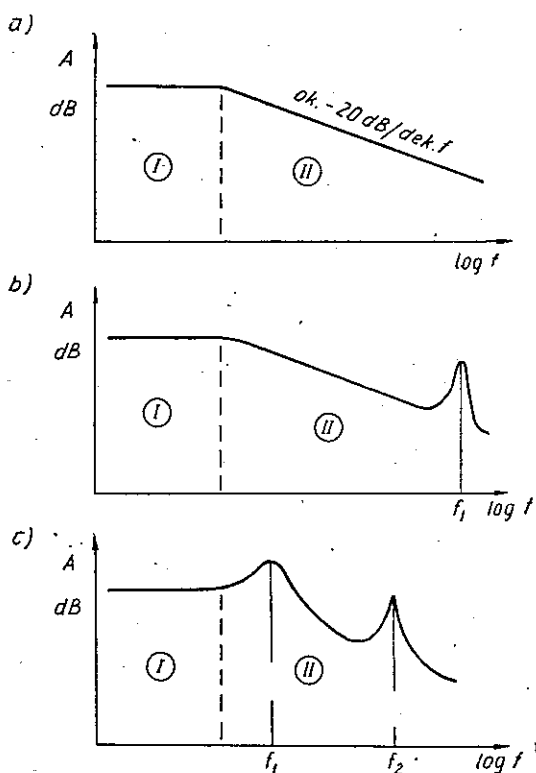 a)
A
dB
ok. -20 dB/dek.f
I
II
log f
b)
A
dB
I
II
f₁ log f
c)
A
dB
I
II
f₁ f₂ log f